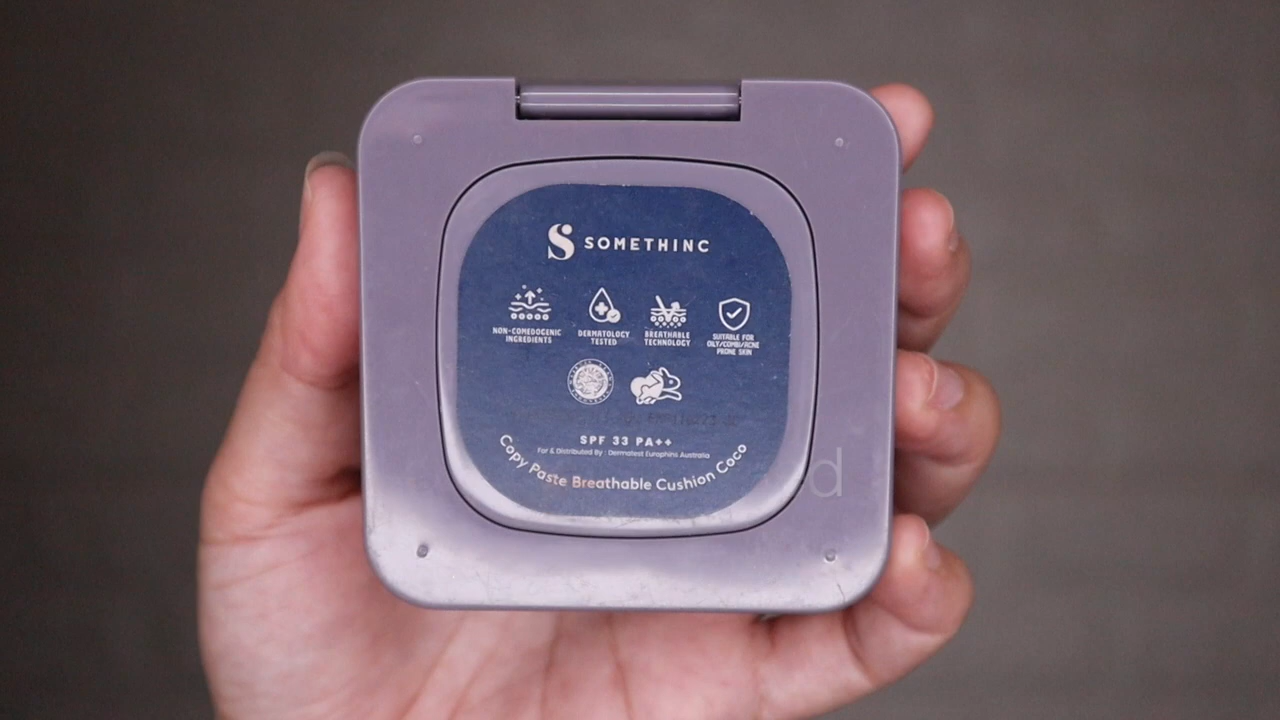 S SOMETHINC
NON-COMEDOGENIC
INGREDIENTS
DERMATOLOGY
TESTED
BREATHABLE
TECHNOLOGY
SUITABLE FOR
OILY/COMBI/ACNE
PRONE SKIN
SPF 33 PA++
For & Distributed By : Dermatest Europhins Australia
Copy Paste Breathable Cushion Coco
d